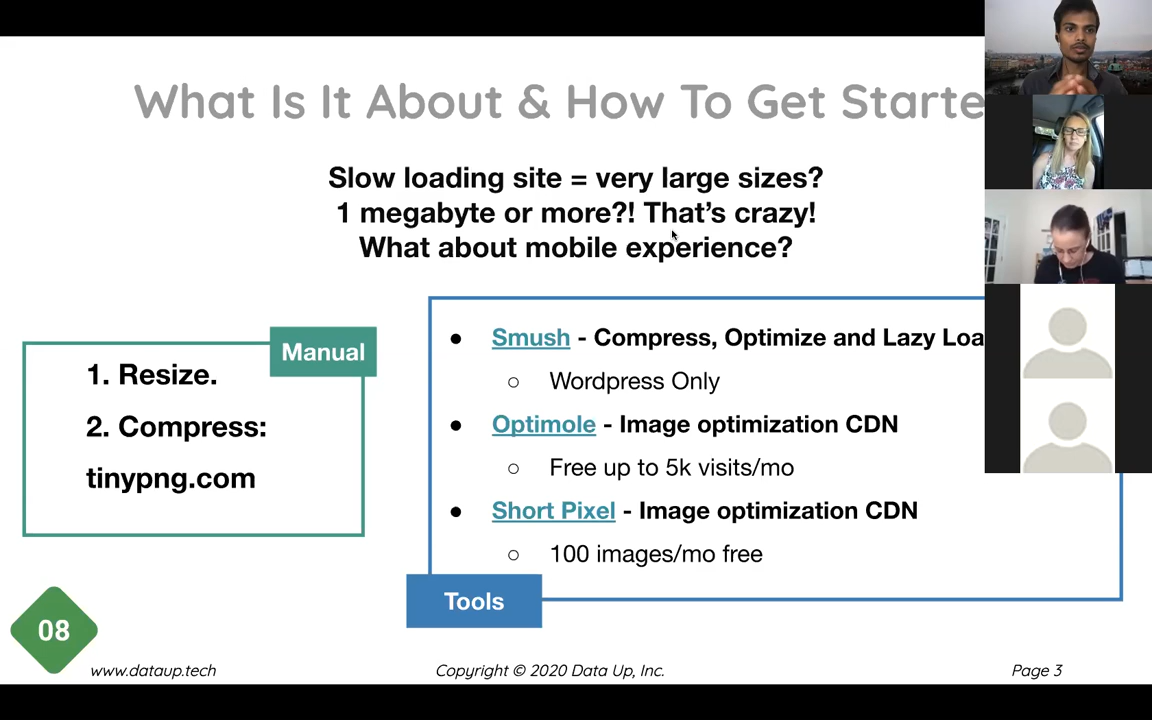 What Is It About & How To Get Starte
Slow loading site = very large sizes?
1 megabyte or more?! That’s crazy!
What about mobile experience?
Manual
1. Resize.
2. Compress:
tinypng.com
● Smush - Compress, Optimize and Lazy Loa
○ Wordpress Only
● Optimole - Image optimization CDN
○ Free up to 5k visits/mo
● Short Pixel - Image optimization CDN
○ 100 images/mo free
Tools
08
www.dataup.tech
Copyright © 2020 Data Up, Inc.
Page 3